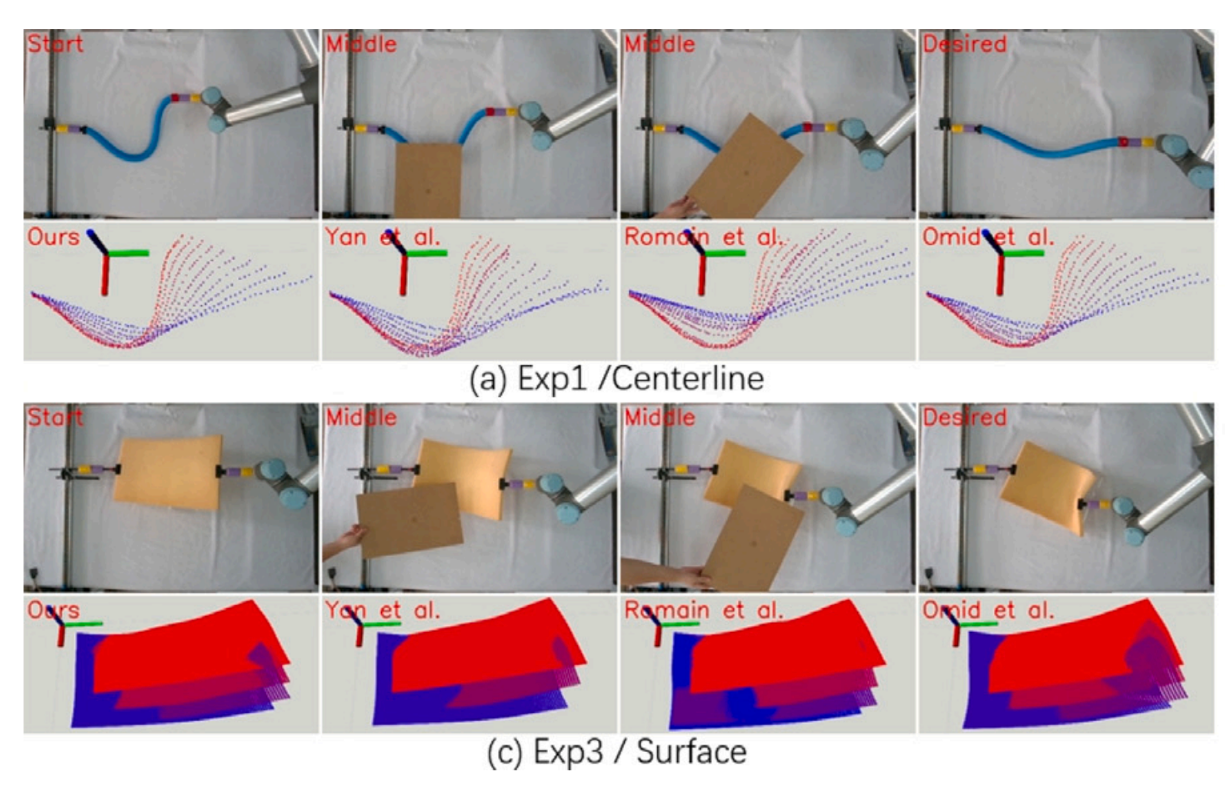 Start
Middle
Middle
Desired
Ours
Yan et al.
Romain et al.
Omid et al.
(a) Exp1 /Centerline
Start
Middle
Middle
Desired
Ours
Yan et al.
Romain et al.
Omid et al.
(c) Exp3 / Surface